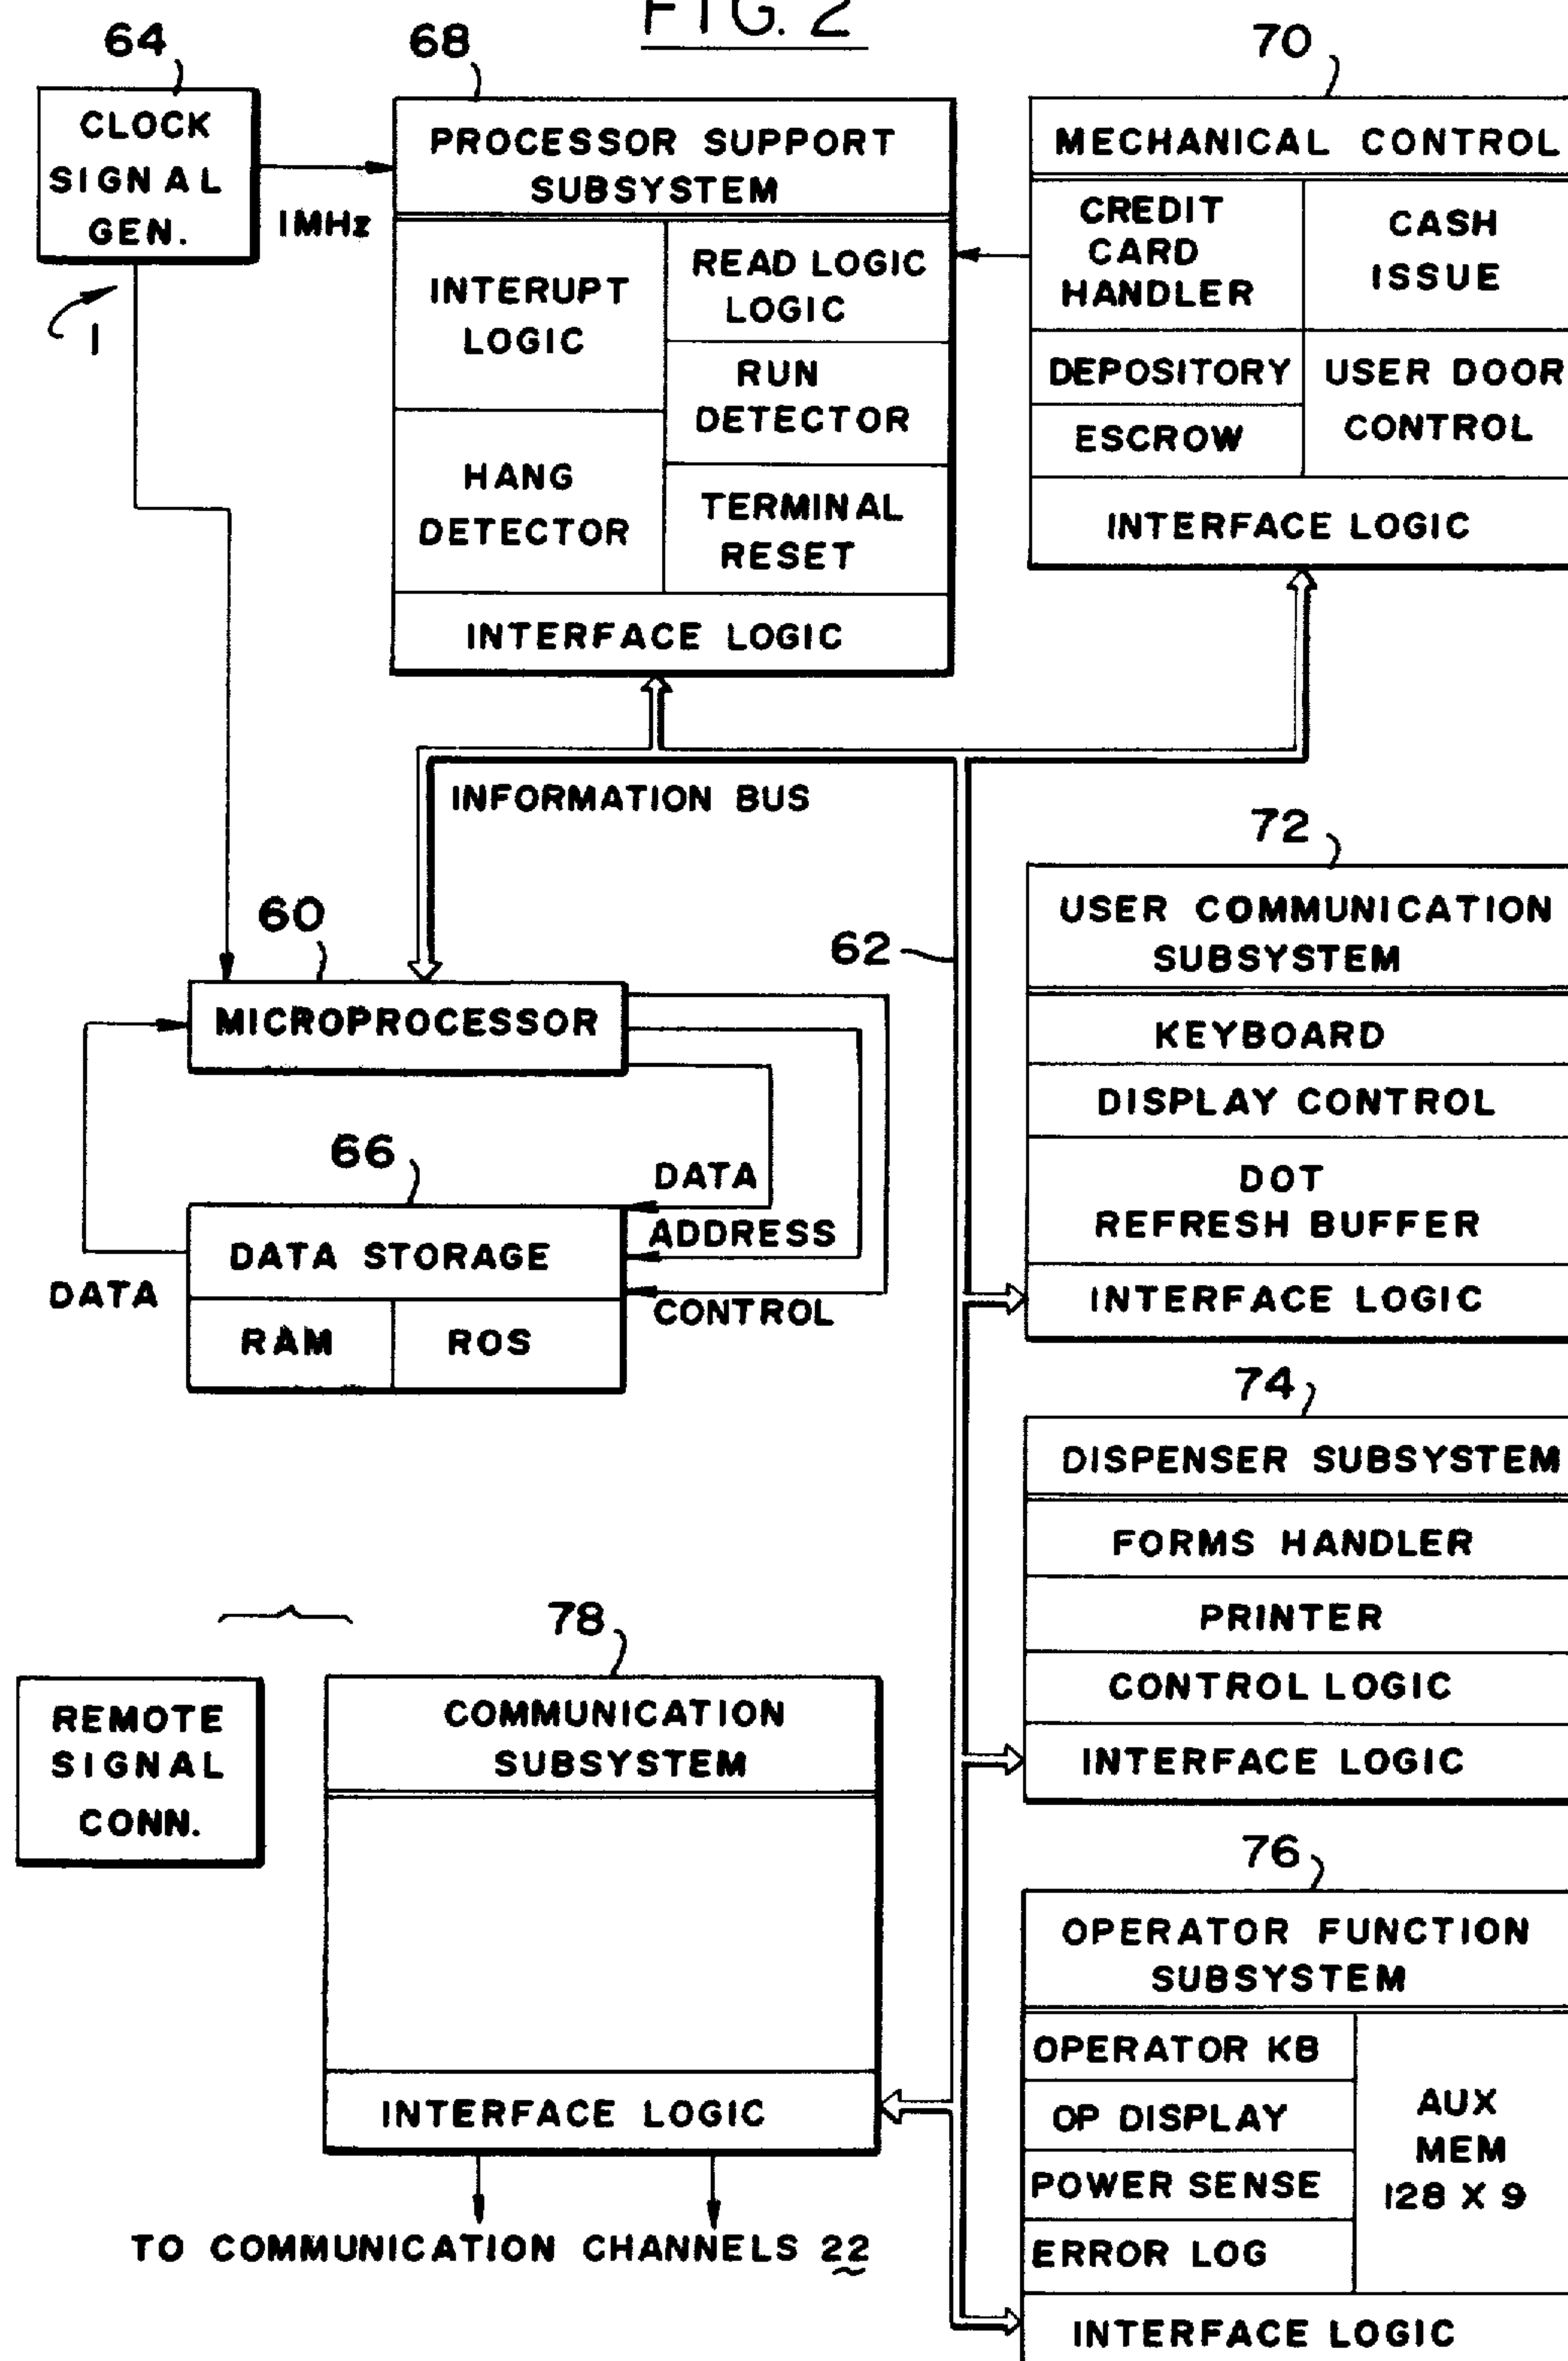 FIG. 2
64
CLOCK
SIGNAL
GEN.
1MHz
1
68
PROCESSOR SUPPORT
SUBSYSTEM
INTERUPT
LOGIC
READ LOGIC
LOGIC
RUN
DETECTOR
HANG
DETECTOR
TERMINAL
RESET
INTERFACE LOGIC
70
MECHANICAL CONTROL
CREDIT
CARD
HANDLER
CASH
ISSUE
DEPOSITORY
ESCROW
USER DOOR
CONTROL
INTERFACE LOGIC
INFORMATION BUS
62
60
MICROPROCESSOR
66
DATA STORAGE
RAM
ROS
DATA
DATA
ADDRESS
CONTROL
72
USER COMMUNICATION
SUBSYSTEM
KEYBOARD
DISPLAY CONTROL
DOT
REFRESH BUFFER
INTERFACE LOGIC
74
DISPENSER SUBSYSTEM
FORMS HANDLER
PRINTER
CONTROL LOGIC
INTERFACE LOGIC
REMOTE
SIGNAL
CONN.
78
COMMUNICATION
SUBSYSTEM
INTERFACE LOGIC
TO COMMUNICATION CHANNELS 22
76
OPERATOR FUNCTION
SUBSYSTEM
OPERATOR KB
OP DISPLAY
POWER SENSE
ERROR LOG
AUX
MEM
128 X 9
INTERFACE LOGIC